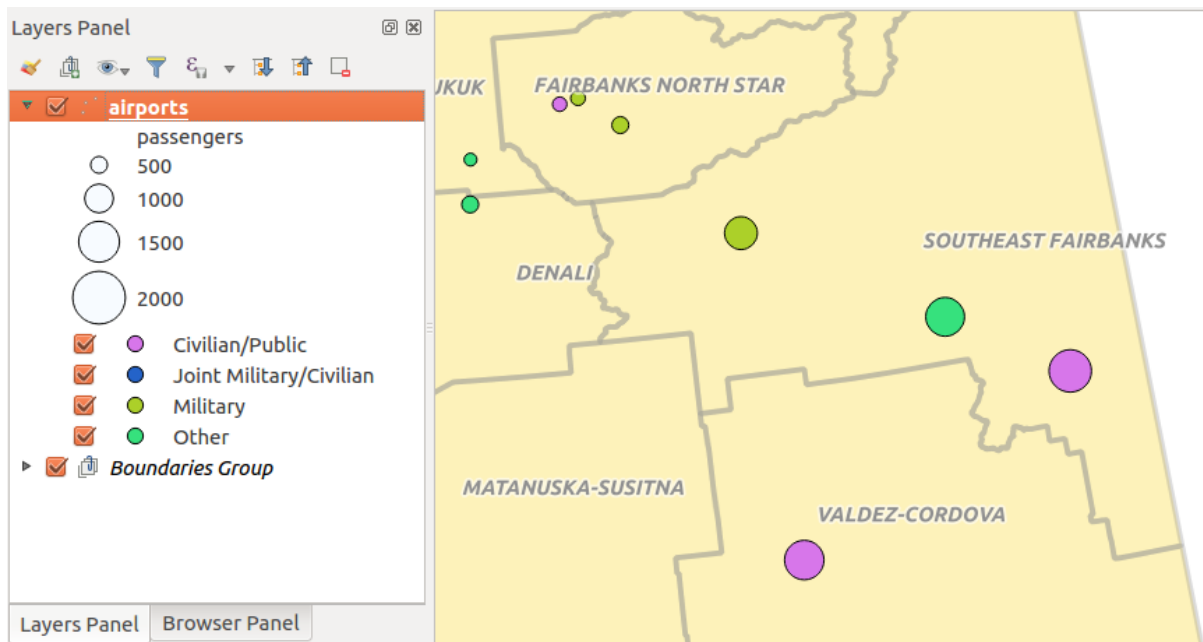 Layers Panel
airports
passengers
500
1000
1500
2000
Civilian/Public
Joint Military/Civilian
Military
Other
Boundaries Group
Layers Panel
Browser Panel
UKUK
FAIRBANKS NORTH STAR
SOUTHEAST FAIRBANKS
DENALI
MATANUSKA-SUSITNA
VALDEZ-CORDOVA